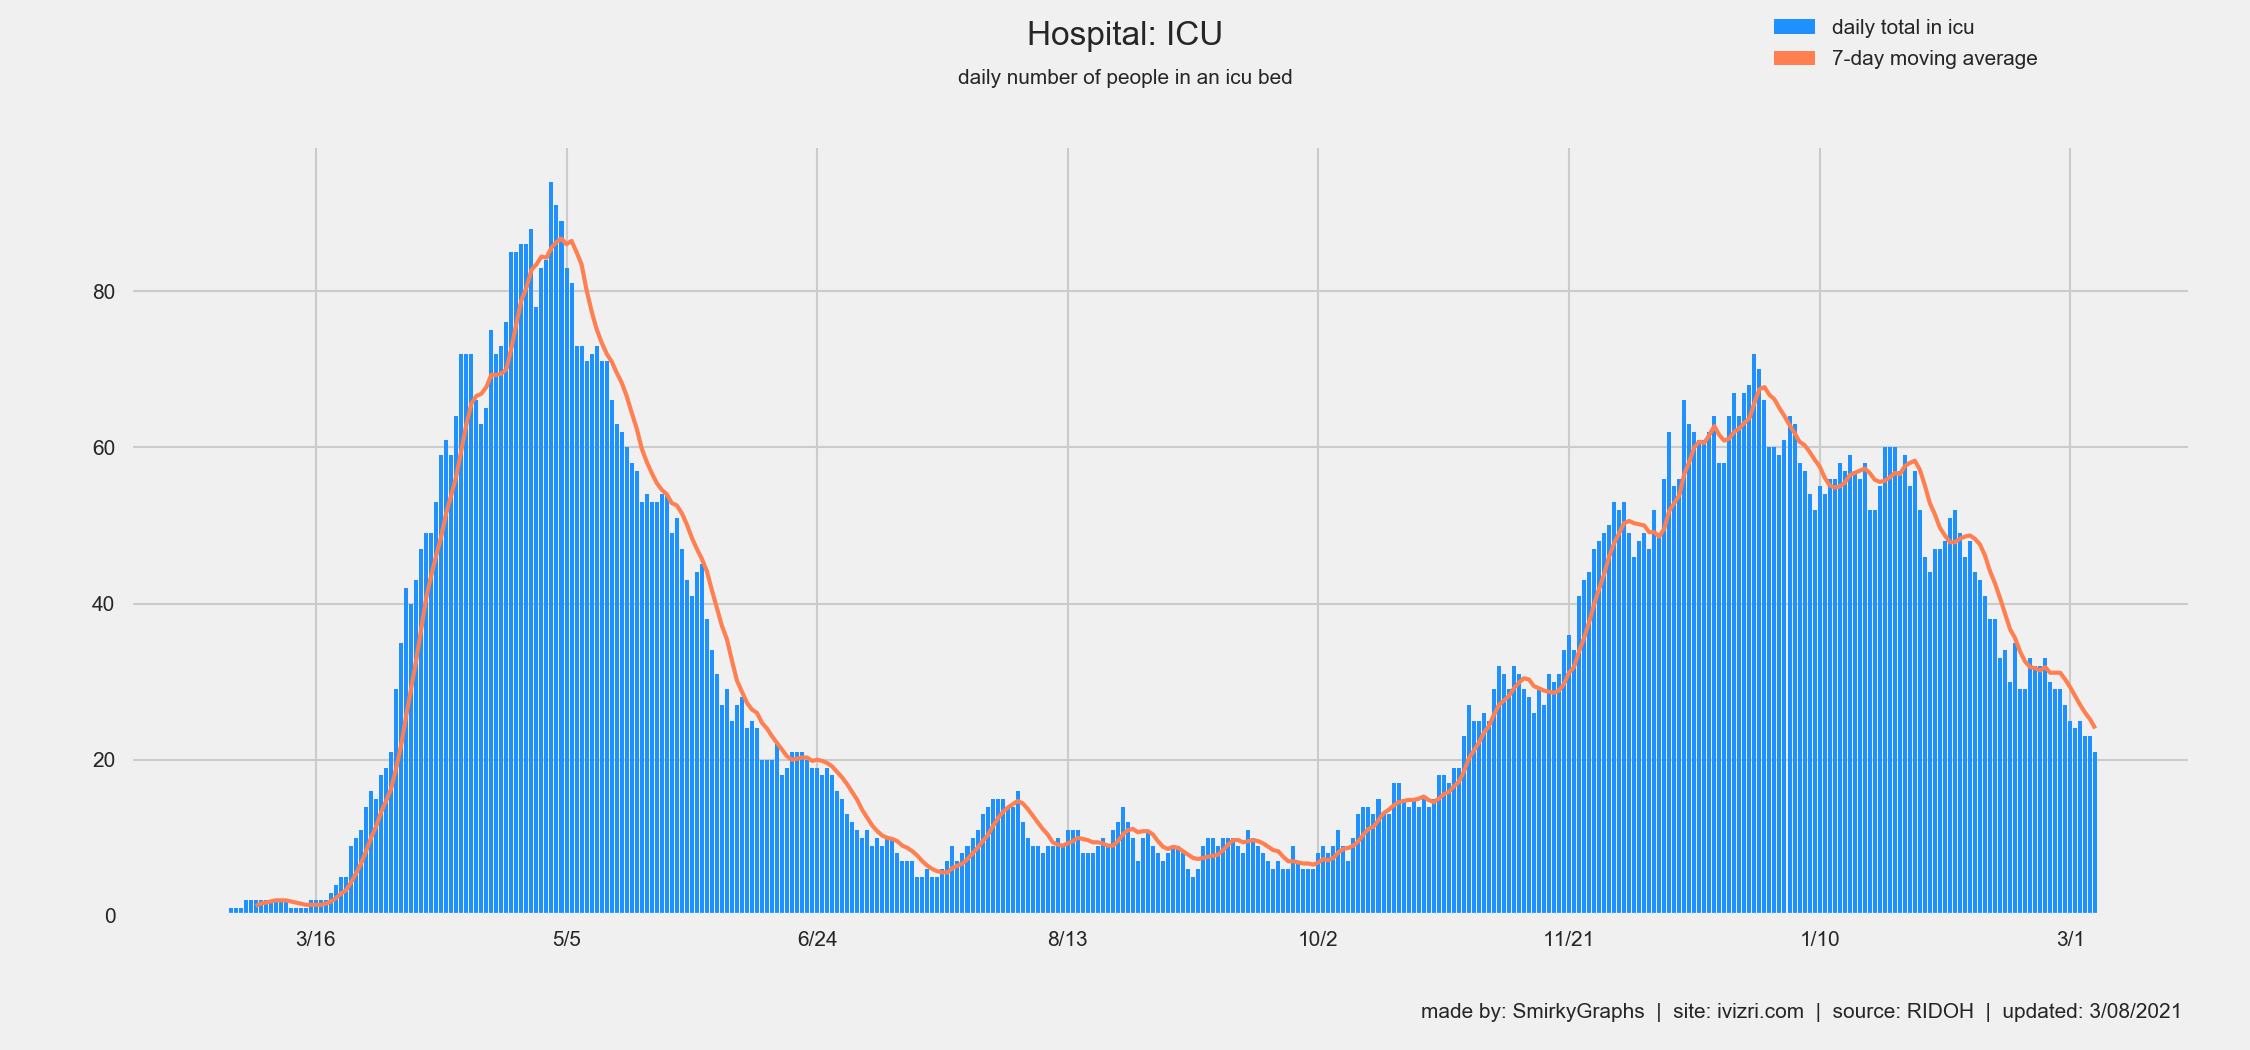 Hospital: ICU
daily number of people in an icu bed
daily total in icu
7-day moving average
80
60
40
20
0
3/16 5/5 6/24 8/13 10/2 11/21 1/10 3/1
made by: SmirkyGraphs | site: ivizri.com | source: RIDOH | updated: 3/08/2021